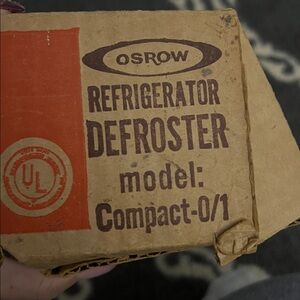 OSROW
REFRIGERATOR
DEFROSTER
model:
Compact-0/1
UL